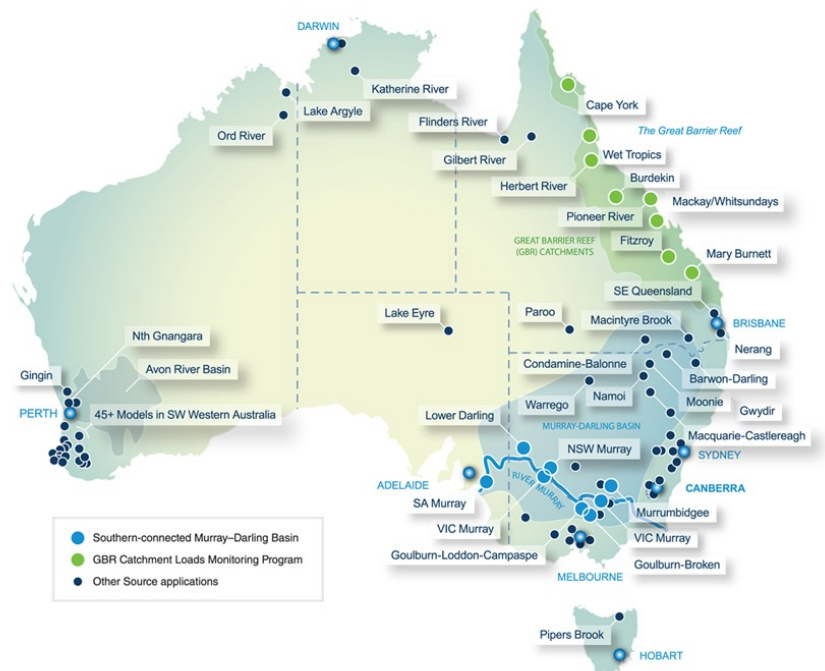 DARWIN
Katherine River
Lake Argyle
Ord River
Flinders River
Gilbert River
Cape York
The Great Barrier Reef
Wet Tropics
Herbert River
Burdekin
Mackay/Whitsundays
Pioneer River
Fitzroy
GREAT BARRIER REEF
(GBR) CATCHMENTS
Mary Burnett
SE Queensland
Lake Eyre
Paroo
Macintyre Brook
BRISBANE
Nth Gnangara
Nerang
Avon River Basin
Condamine-Balonne
Gingin
Barwon-Darling
Warrego
Namoi
Moonie
PERTH
45+ Models in SW Western Australia
Lower Darling
Gwydir
MURRAY-DARLING BASIN
Macquarie-Castlereagh
NSW Murray
SYDNEY
ADELAIDE
RIVER MURRAY
CANBERRA
SA Murray
Murrumbidgee
VIC Murray
VIC Murray
Goulburn-Loddon-Campaspe
Goulburn-Broken
MELBOURNE
Southern-connected Murray–Darling Basin
GBR Catchment Loads Monitoring Program
Other Source applications
Pipers Brook
HOBART